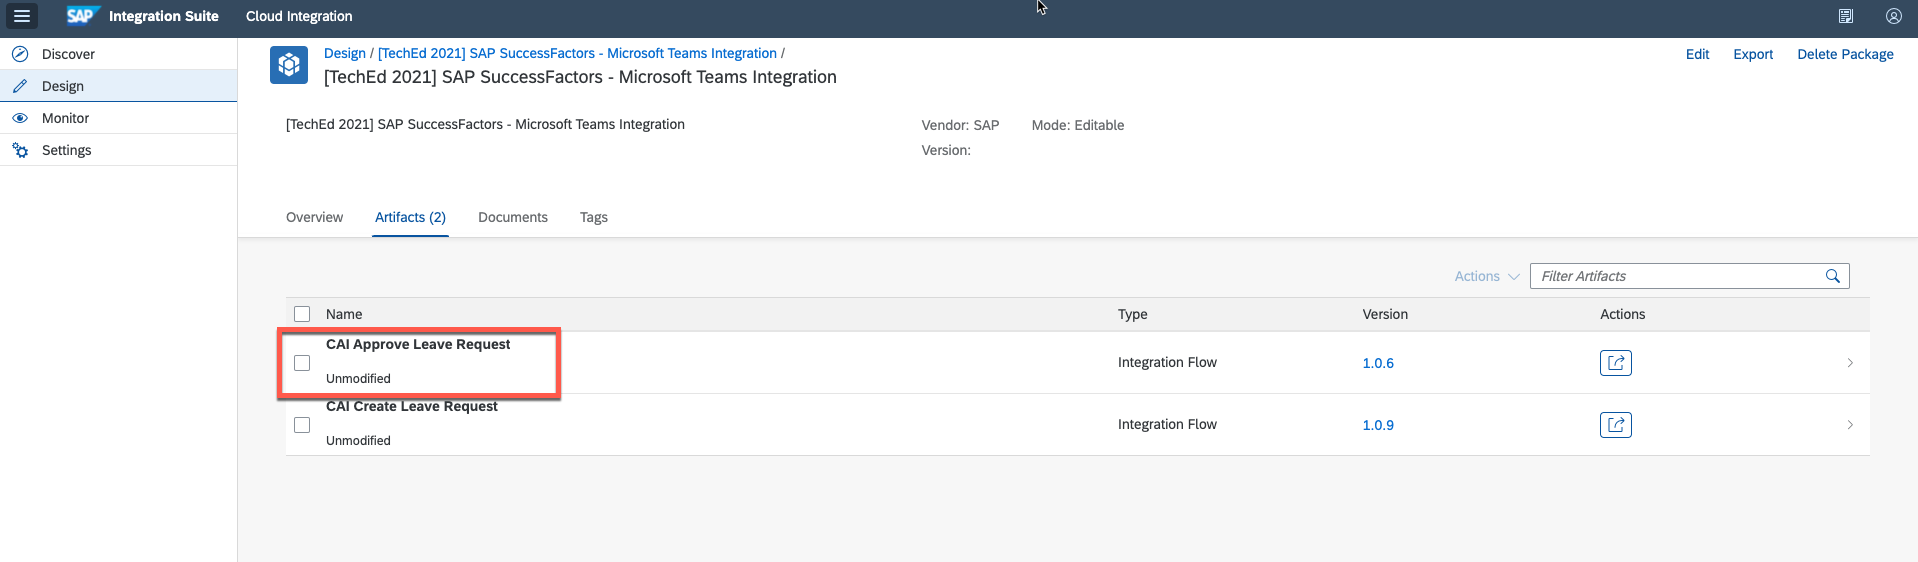 SAP Integration Suite Cloud Integration
Discover
Design
Monitor
Settings
Design / [TechEd 2021] SAP SuccessFactors - Microsoft Teams Integration /
[TechEd 2021] SAP SuccessFactors - Microsoft Teams Integration
Edit Export Delete Package
[TechEd 2021] SAP SuccessFactors - Microsoft Teams Integration
Vendor: SAP Mode: Editable
Version:
Overview Artifacts (2) Documents Tags
Actions Filter Artifacts
Name Type Version Actions
CAI Approve Leave Request
Unmodified
Integration Flow 1.0.6
CAI Create Leave Request
Unmodified
Integration Flow 1.0.9